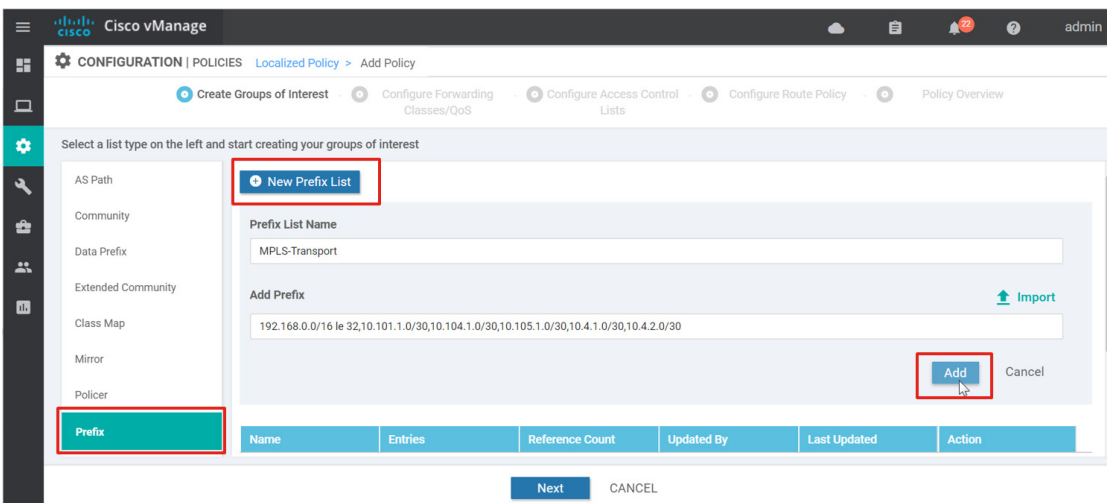 cisco Cisco vManage
22
admin
CONFIGURATION | POLICIES Localized Policy > Add Policy
Create Groups of Interest
Configure Forwarding
Classes/QoS
Configure Access Control
Lists
Configure Route Policy
Policy Overview
Select a list type on the left and start creating your groups of interest
AS Path
Community
Data Prefix
Extended Community
Class Map
Mirror
Policer
Prefix
New Prefix List
Prefix List Name
MPLS-Transport
Add Prefix
Import
192.168.0.0/16 le 32,10.101.1.0/30,10.104.1.0/30,10.105.1.0/30,10.4.1.0/30,10.4.2.0/30
Add Cancel
Name Entries Reference Count Updated By Last Updated Action
Next CANCEL